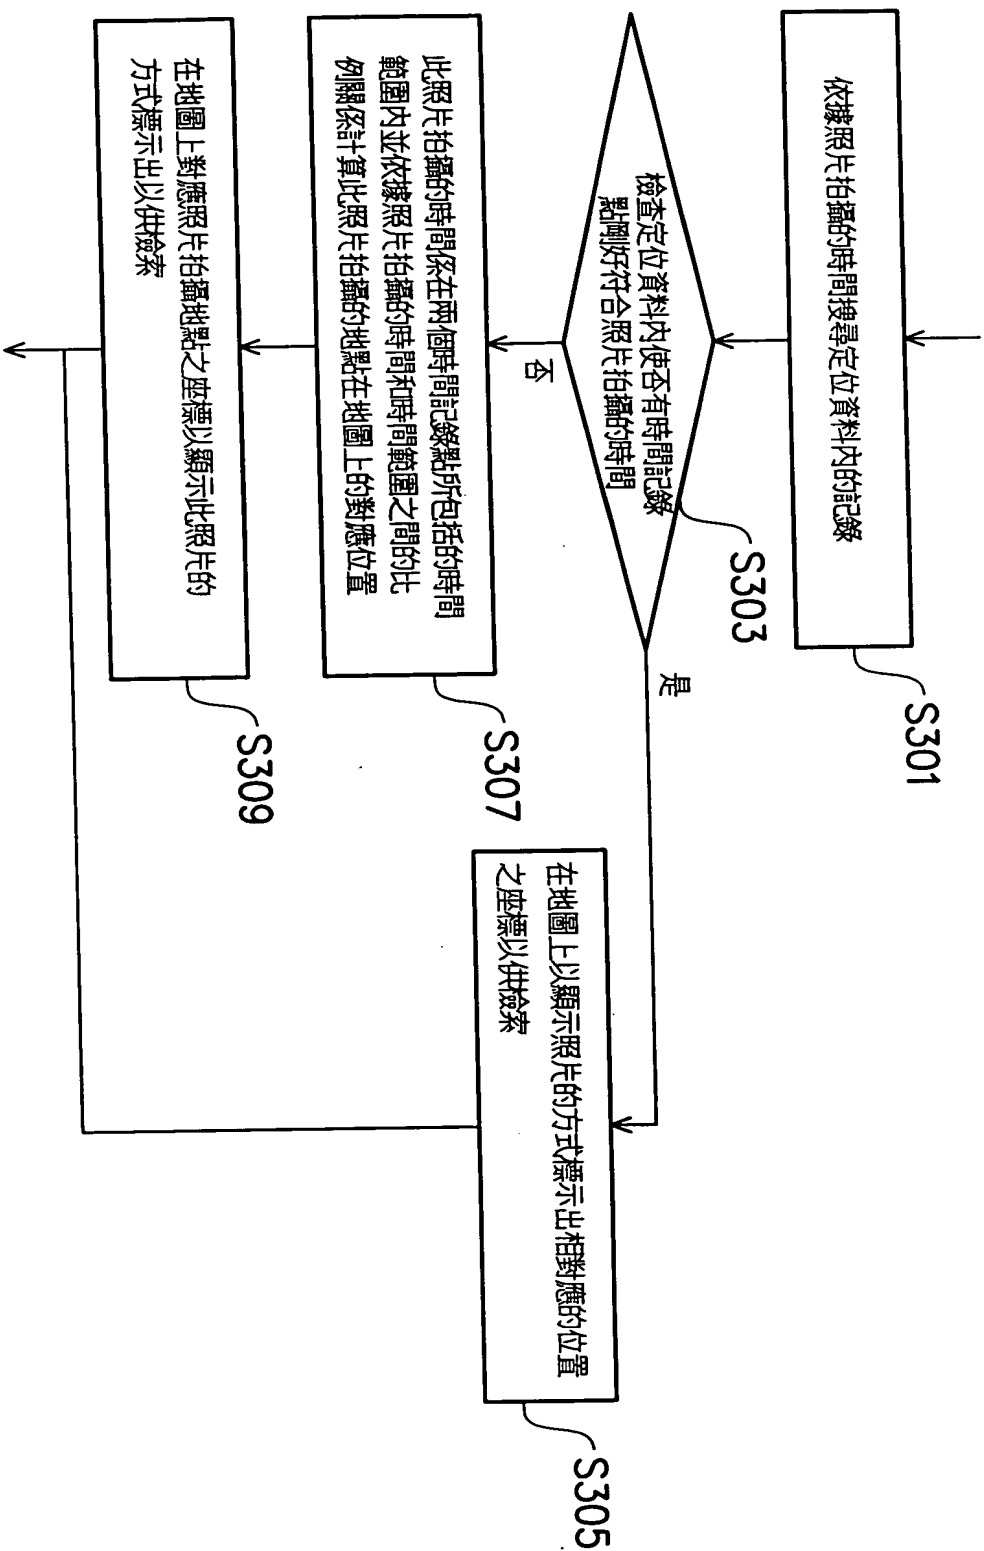 依據照片拍攝的時間搜尋定位資料內的記錄
S301
檢查定位資料內使否有時間記錄
點剛好符合照片拍攝的時間
S303
是
否
在地圖上以顯示照片的方式標示出相對應的位置
之座標以供檢索
S305
此照片拍攝的時間係在兩個時間記錄點所包括的時間
範圍內並依據照片拍攝的時間和時間範圍之間的比
例關係計算此照片拍攝的地點在地圖上的對應位置
S307
在地圖上對應照片拍攝地點之座標以顯示此照片的
方式標示出以供檢索
S309